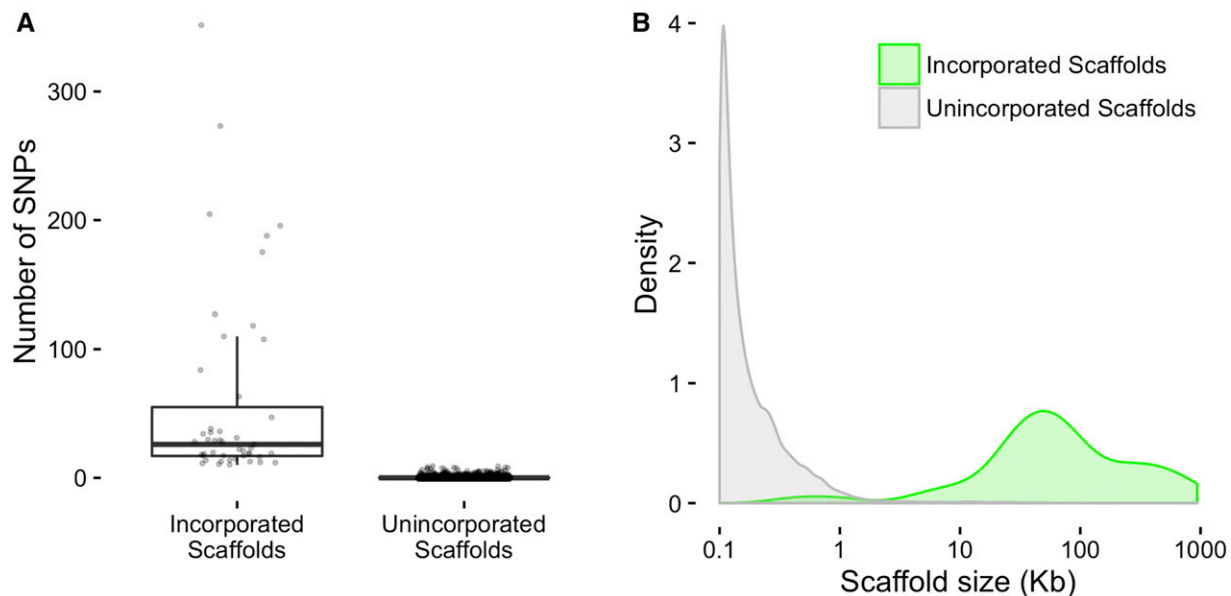 A
Number of SNPs
300
200
100
0
Incorporated
Scaffolds
Unincorporated
Scaffolds
B
Density
4
3
2
1
0
Incorporated Scaffolds
Unincorporated Scaffolds
0.1
1
10
100
1000
Scaffold size (Kb)